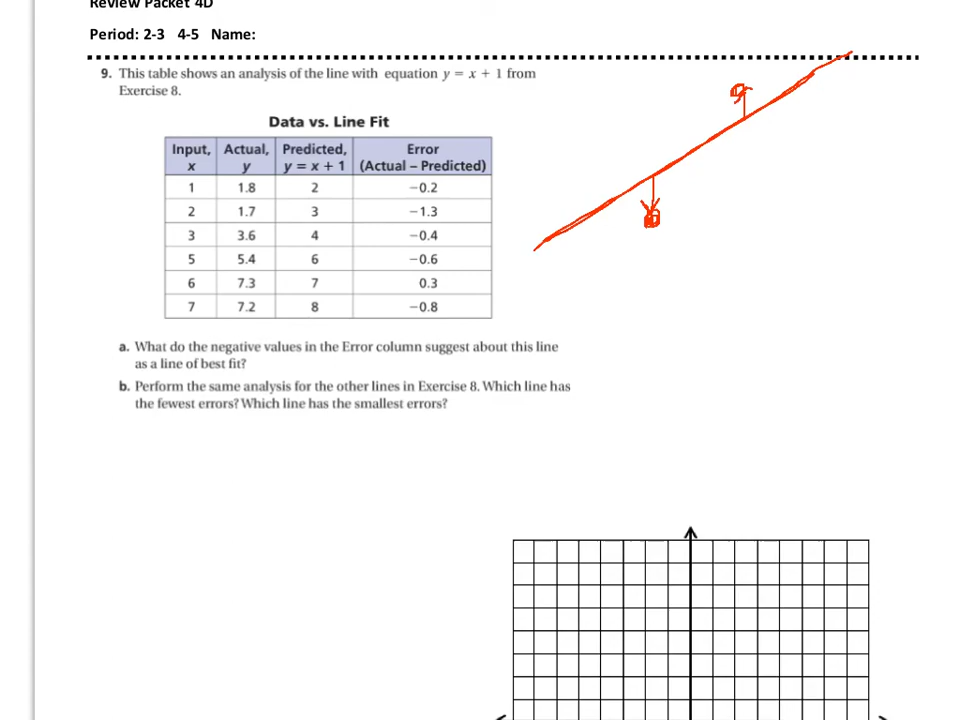 Review Packet 4D
Period: 2-3 4-5 Name:
9. This table shows an analysis of the line with equation y = x + 1 from
Exercise 8.
Data vs. Line Fit
Input, x Actual, y Predicted, y = x + 1 Error (Actual – Predicted)
1 1.8 2 −0.2
2 1.7 3 −1.3
3 3.6 4 −0.4
5 5.4 6 −0.6
6 7.3 7 0.3
7 7.2 8 −0.8
a. What do the negative values in the Error column suggest about this line
as a line of best fit?
b. Perform the same analysis for the other lines in Exercise 8. Which line has
the fewest errors? Which line has the smallest errors?